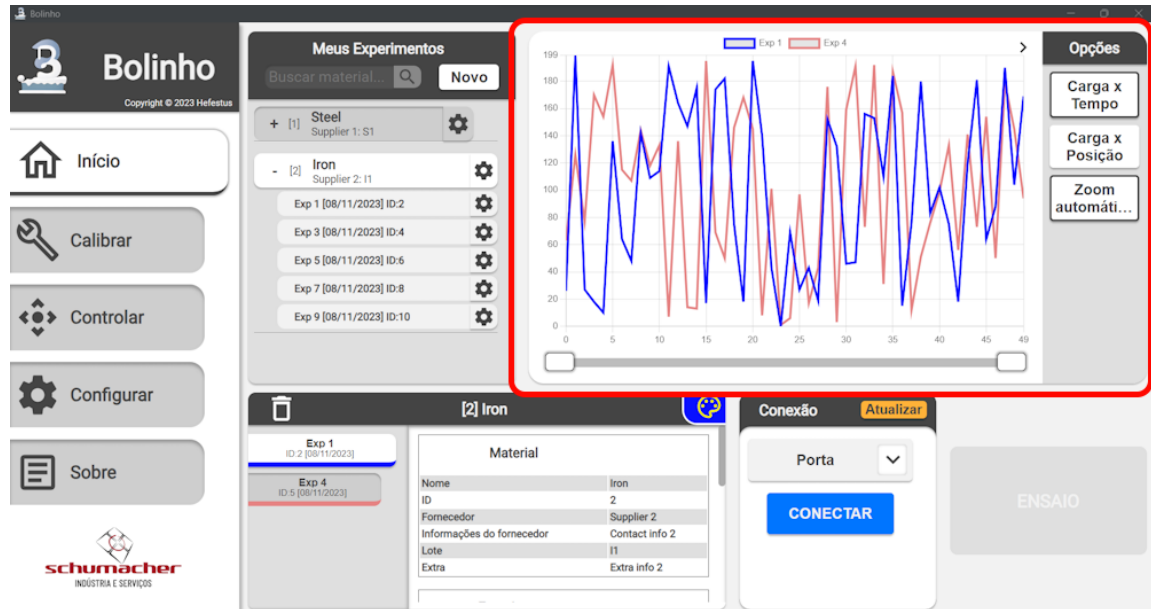 Bolinho
Bolinho
Copyright © 2023 Hefestus
Início
Calibrar
Controlar
Configurar
Sobre
schumacher
INDÚSTRIA E SERVIÇOS
Meus Experimentos
Buscar material...
Novo
+ [1] Steel
Supplier 1: S1
- [2] Iron
Supplier 2: I1
Exp 1 [08/11/2023] ID:2
Exp 3 [08/11/2023] ID:4
Exp 5 [08/11/2023] ID:6
Exp 7 [08/11/2023] ID:8
Exp 9 [08/11/2023] ID:10
Exp 1 Exp 4
199
180
160
140
120
100
80
60
40
20
0
0 5 10 15 20 25 30 35 40 45 49
Opções
Carga x
Tempo
Carga x
Posição
Zoom
automáti...
[2] Iron
Exp 1
ID:2 [08/11/2023]
Exp 4
ID:5 [08/11/2023]
Material
Nome Iron
ID 2
Fornecedor Supplier 2
Informações do fornecedor Contact info 2
Lote I1
Extra Extra info 2
Conexão Atualizar
Porta
CONECTAR
ENSAIO